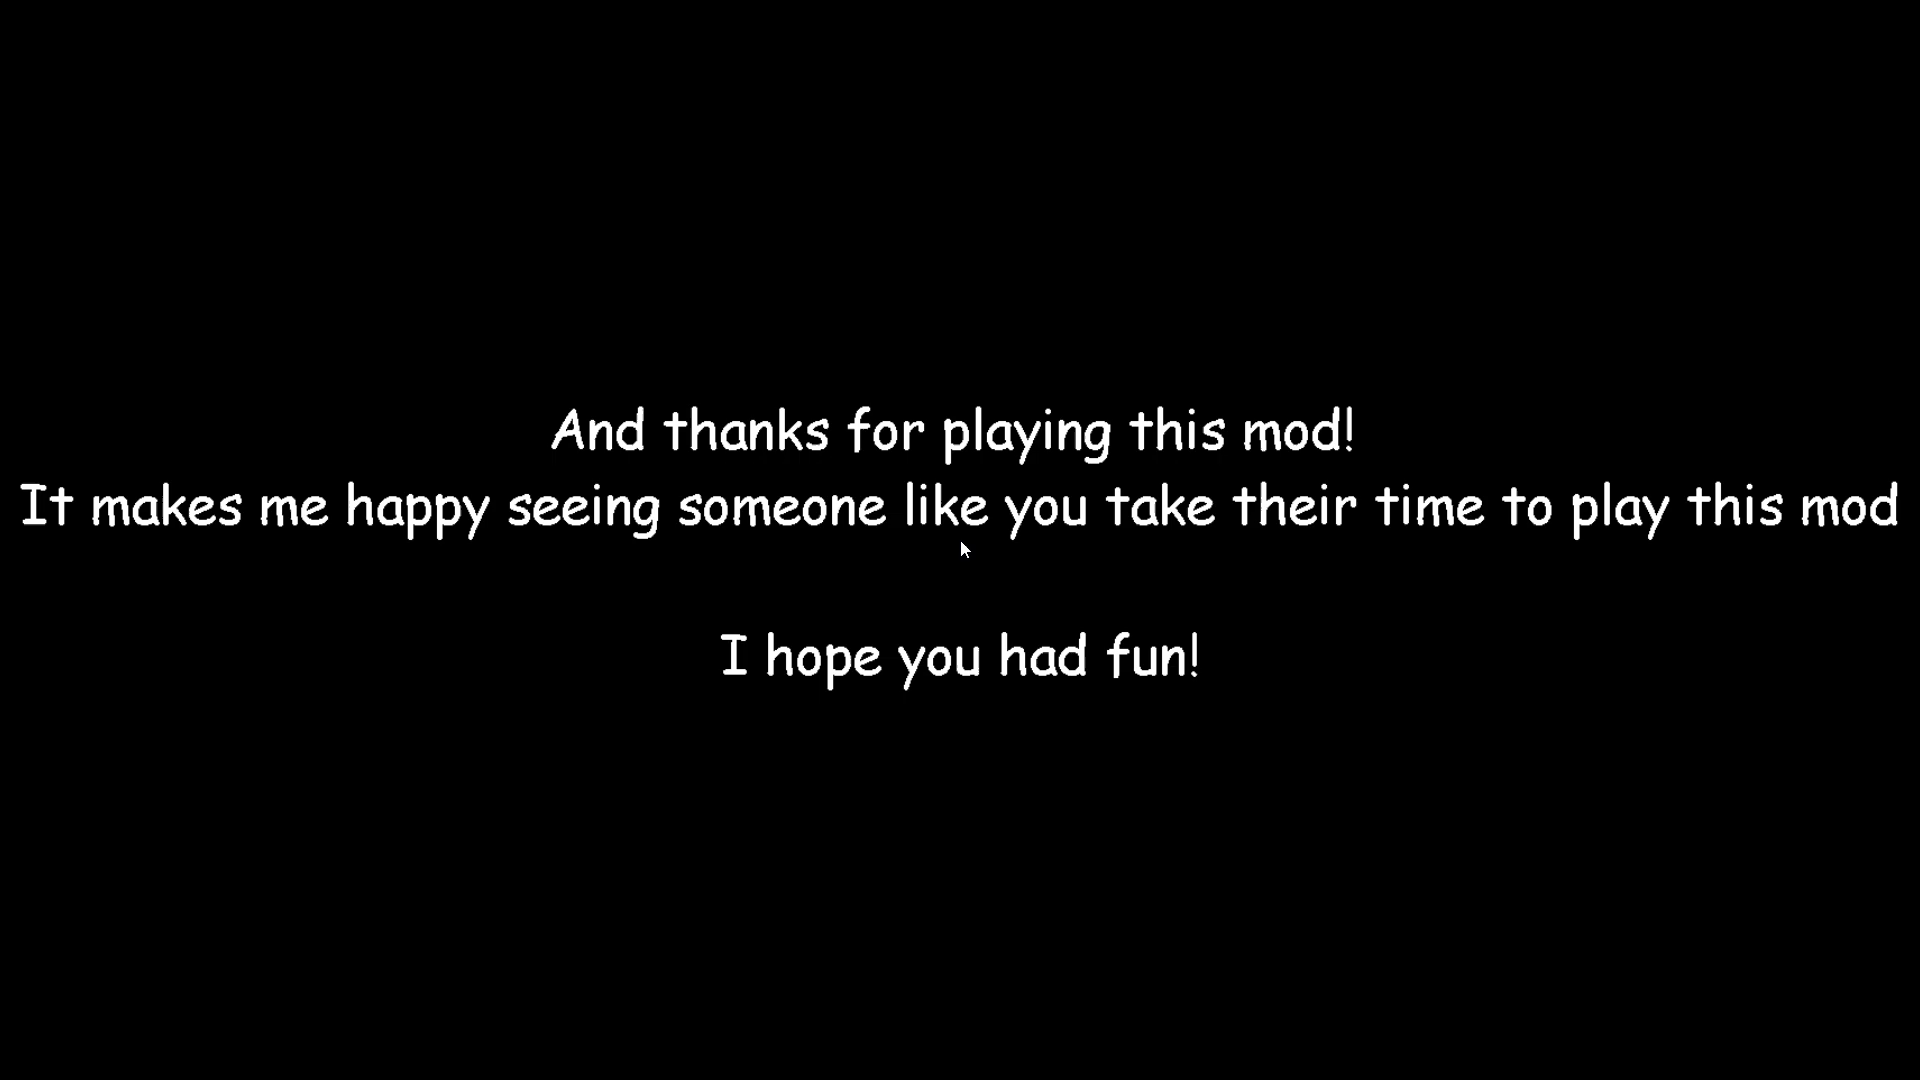 And thanks for playing this mod!
It makes me happy seeing someone like you take their time to play this mod
I hope you had fun!